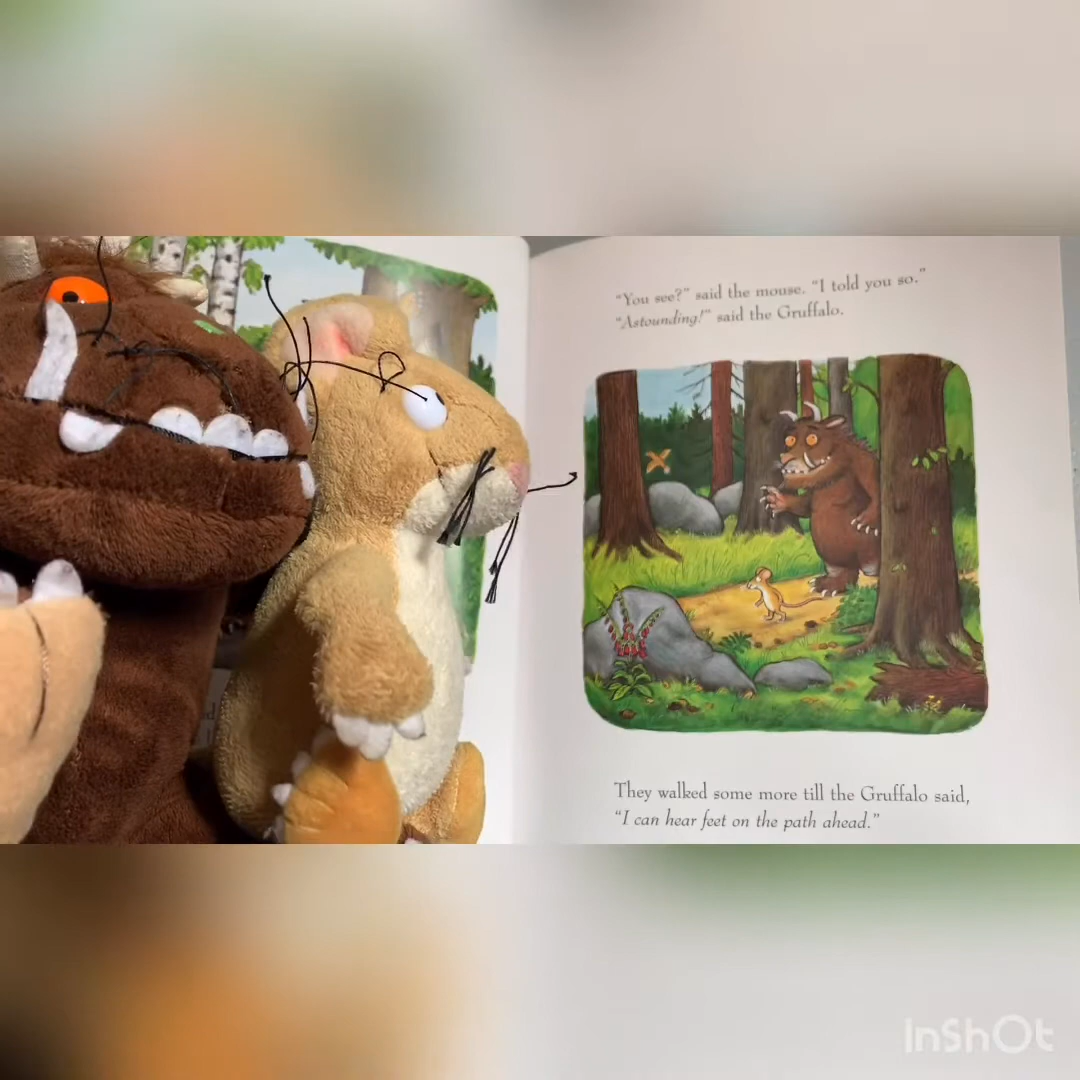 "You see?" said the mouse. "I told you so."
"Astounding!" said the Gruffalo.
They walked some more till the Gruffalo said,
"I can hear feet on the path ahead."
InShOt